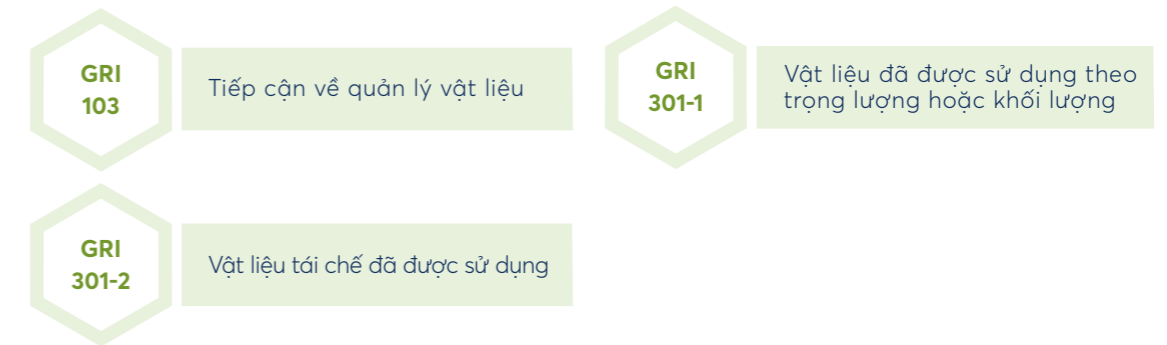 GRI
103
Tiếp cận về quản lý vật liệu
GRI
301-1
Vật liệu đã được sử dụng theo
trọng lượng hoặc khối lượng
GRI
301-2
Vật liệu tái chế đã được sử dụng